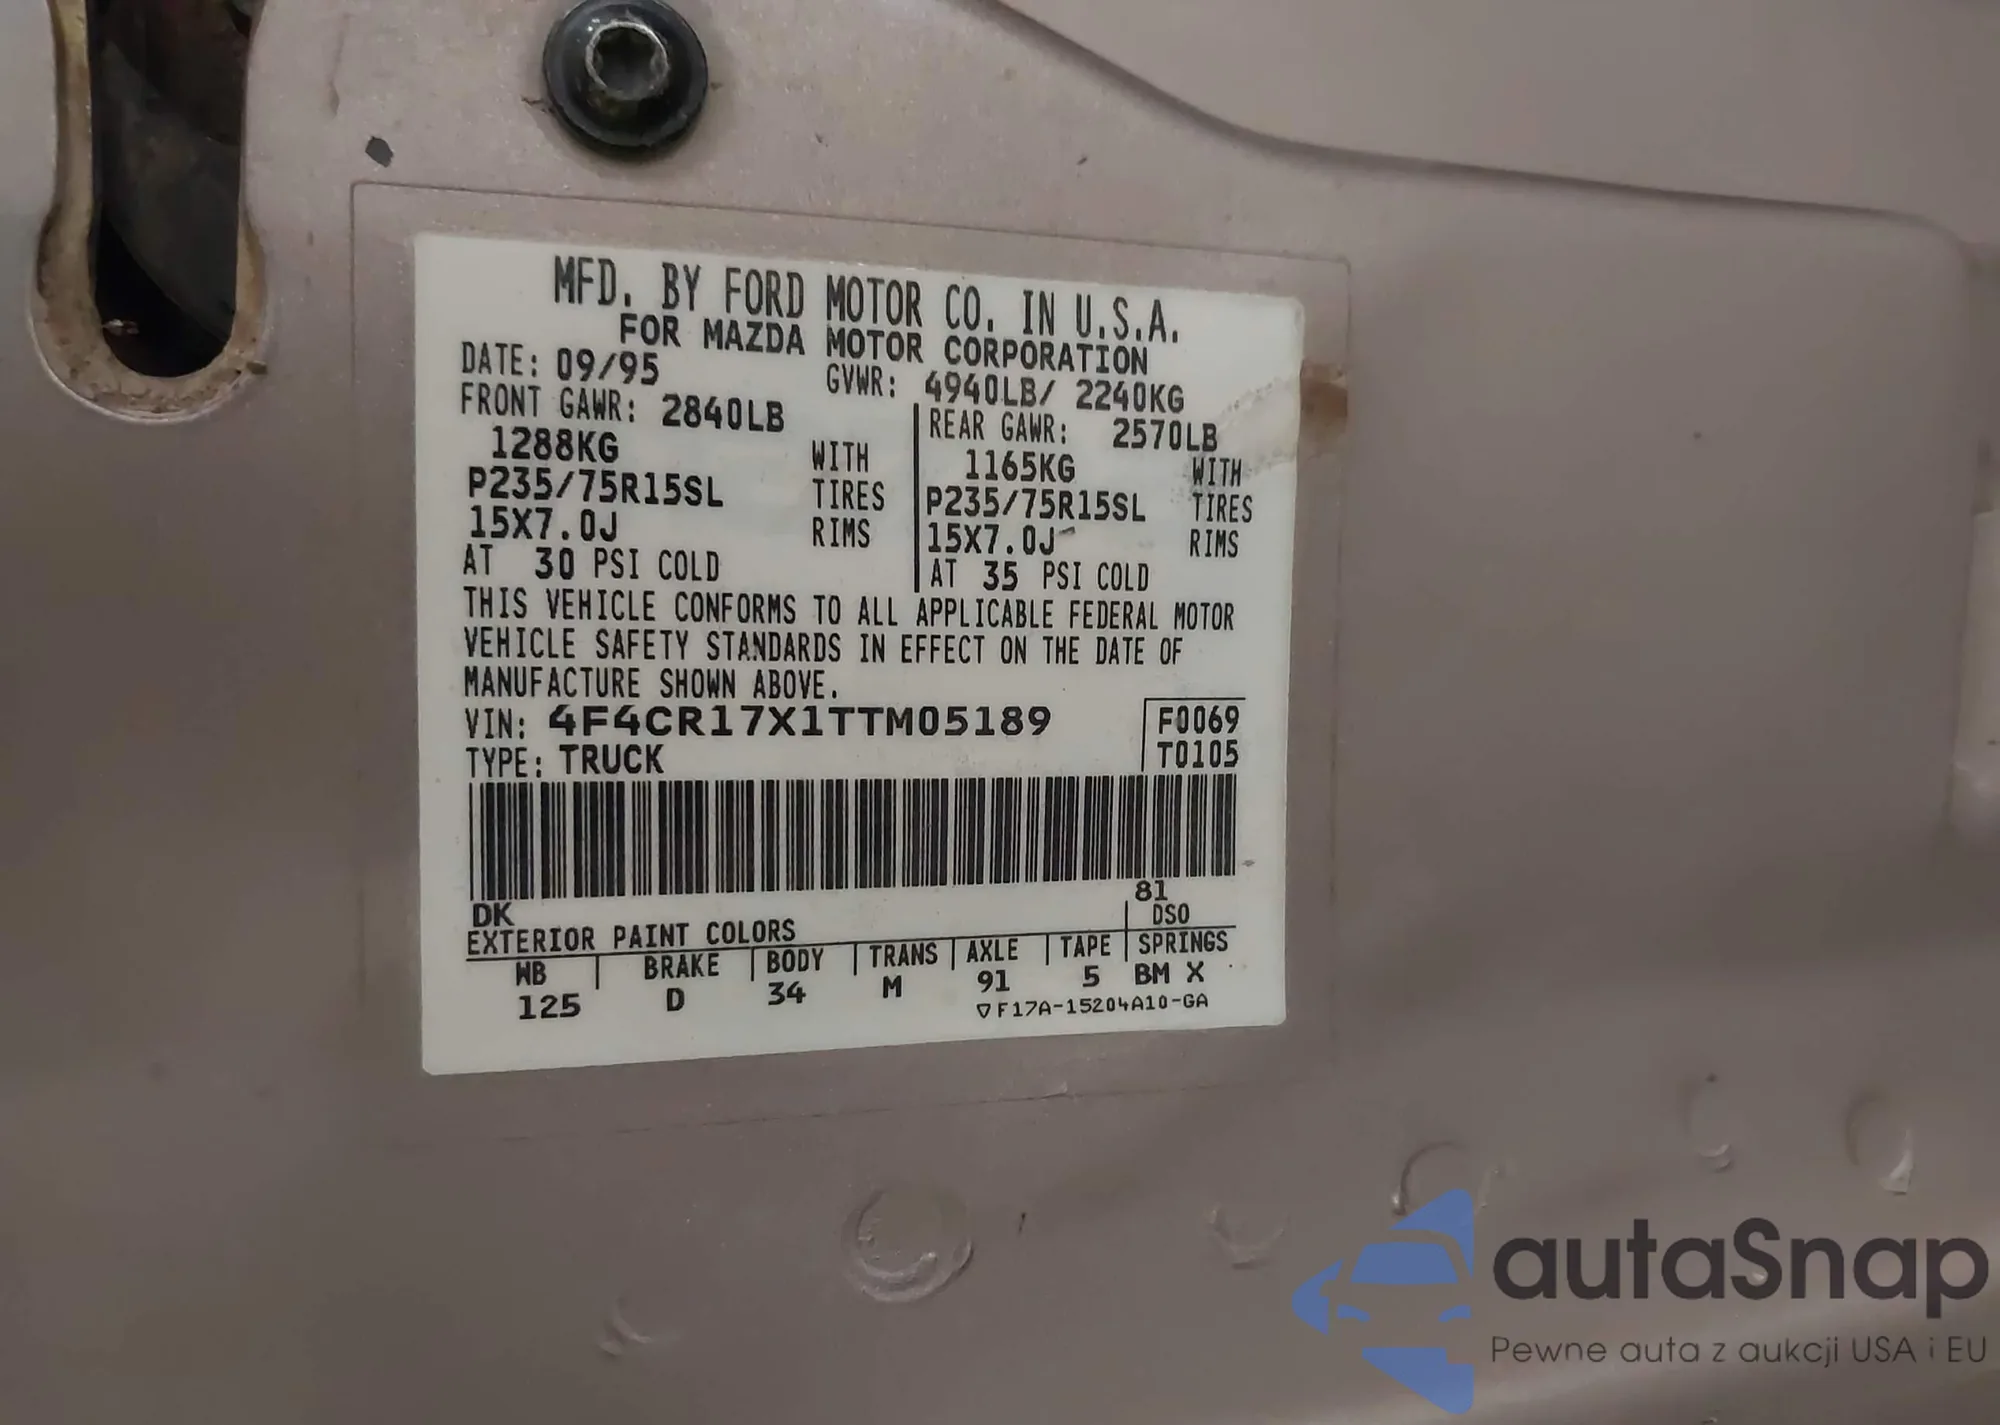 MFD. BY FORD MOTOR CO. IN U.S.A.
FOR MAZDA MOTOR CORPORATION
DATE: 09/95 GVWR: 4940LB/ 2240KG
FRONT GAWR: 2840LB REAR GAWR: 2570LB
1288KG WITH 1165KG WITH
P235/75R15SL TIRES P235/75R15SL TIRES
15X7.0J RIMS 15X7.0J RIMS
AT 30 PSI COLD AT 35 PSI COLD
THIS VEHICLE CONFORMS TO ALL APPLICABLE FEDERAL MOTOR
VEHICLE SAFETY STANDARDS IN EFFECT ON THE DATE OF
MANUFACTURE SHOWN ABOVE.
VIN: 4F4CR17X1TTM05189 F0069
TYPE: TRUCK T0105
81
DK DSO
EXTERIOR PAINT COLORS
WB BRAKE BODY TRANS AXLE TAPE SPRINGS
125 D 34 M 91 5 BM X
▽F17A-15204A10-GA
autaSnap
Pewne auta z aukcji USA i EU